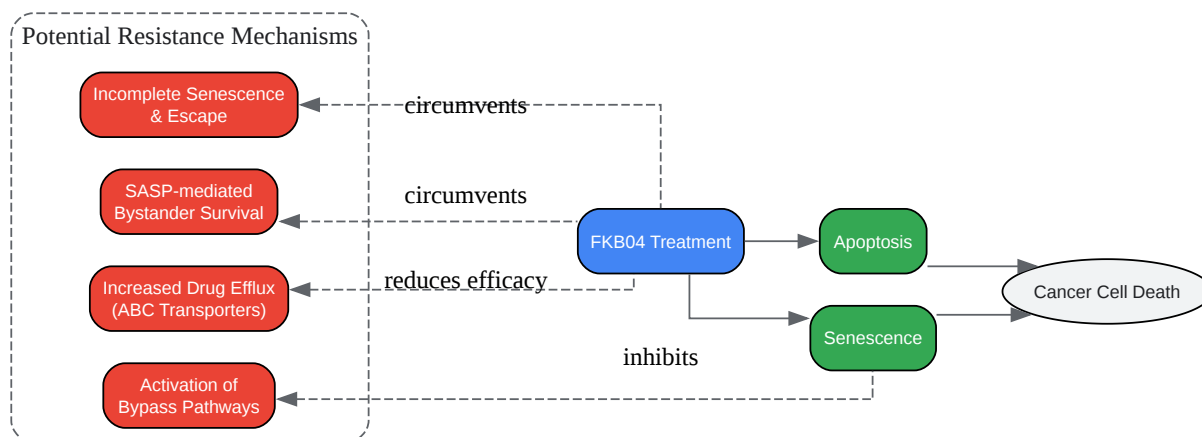 Potential Resistance Mechanisms
Incomplete Senescence
& Escape
circumvents
SASP-mediated
Bystander Survival
circumvents
FKB04 Treatment
Apoptosis
Increased Drug Efflux
(ABC Transporters)
reduces efficacy
Cancer Cell Death
Senescence
inhibits
Activation of
Bypass Pathways